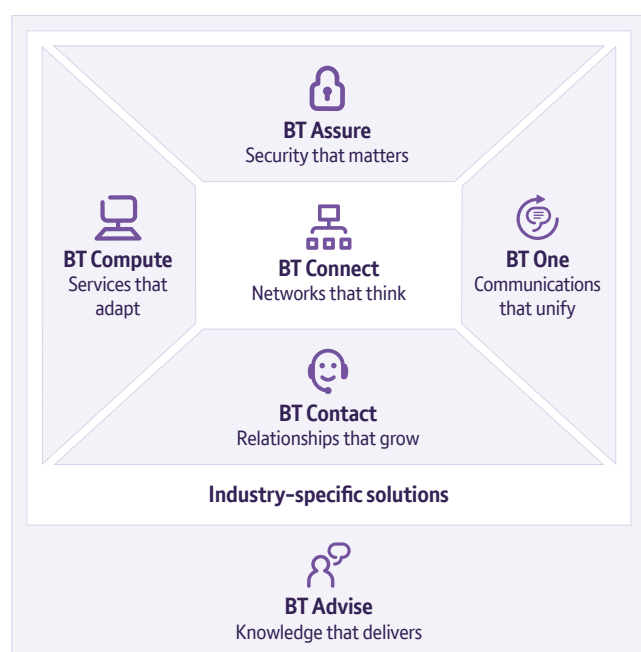 BT Assure
Security that matters
BT Compute
Services that
adapt
BT Connect
Networks that think
BT One
Communications
that unify
BT Contact
Relationships that grow
Industry-specific solutions
BT Advise
Knowledge that delivers